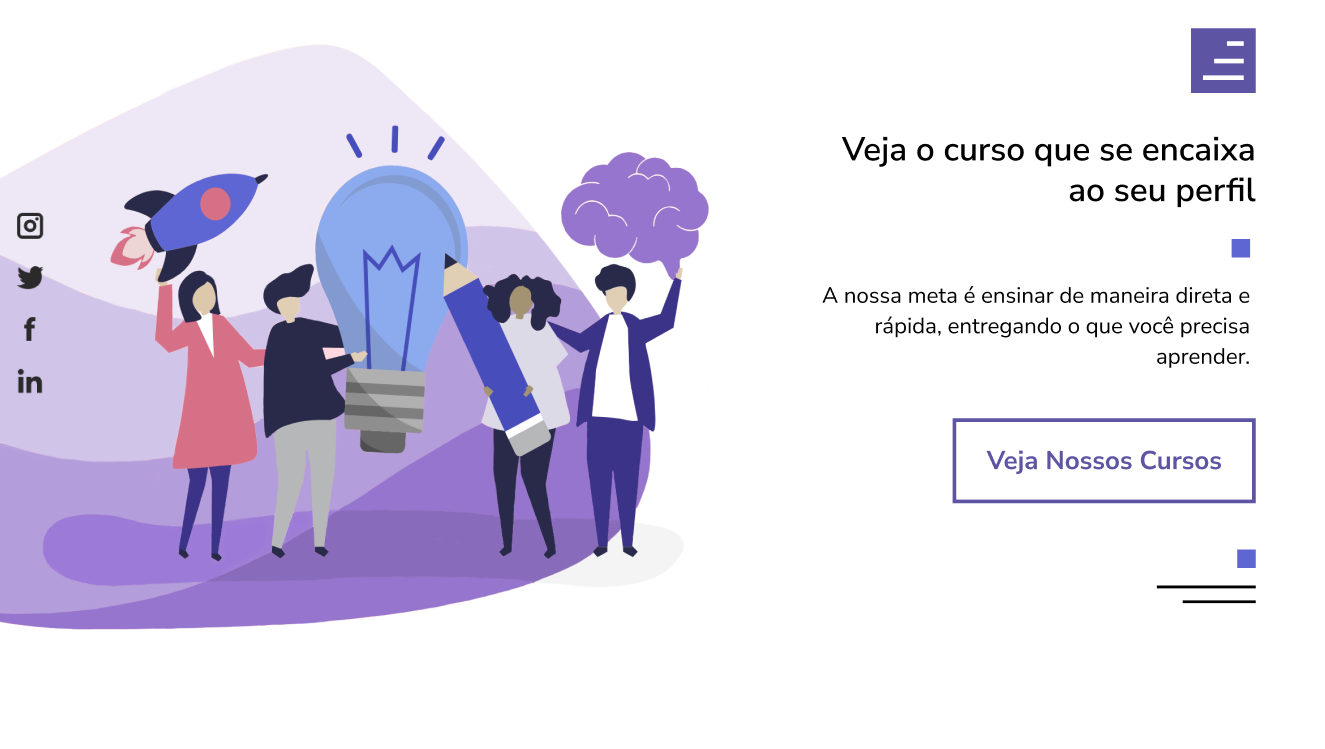 Veja o curso que se encaixa
ao seu perfil
A nossa meta é ensinar de maneira direta e
rápida, entregando o que você precisa
aprender.
Veja Nossos Cursos